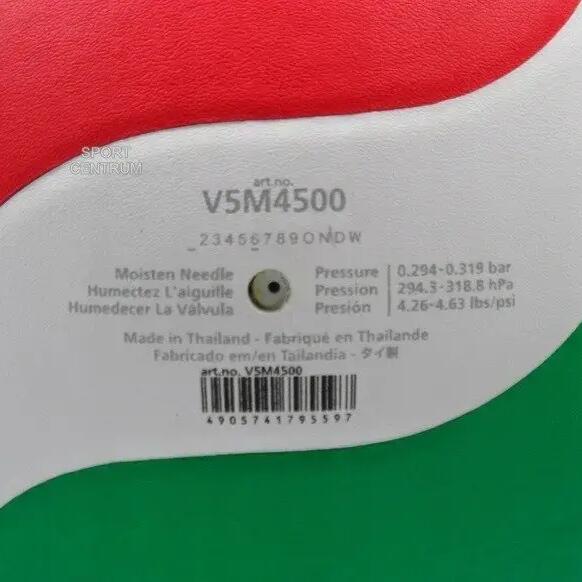 SPORT
CENTRUM
art.no.
V5M4500
_234567890NDW
Moisten Needle
Humectez L'aiguille
Humedecer La Válvula
Pressure 0.294-0.319 bar
Pression 294.3-318.8 hPa
Presión 4.26-4.63 lbs/psi
Made in Thailand - Fabriqué en Thaïlande
Fabricado em/en Tailandia - タイ製
art.no. V5M4500
4905741795597